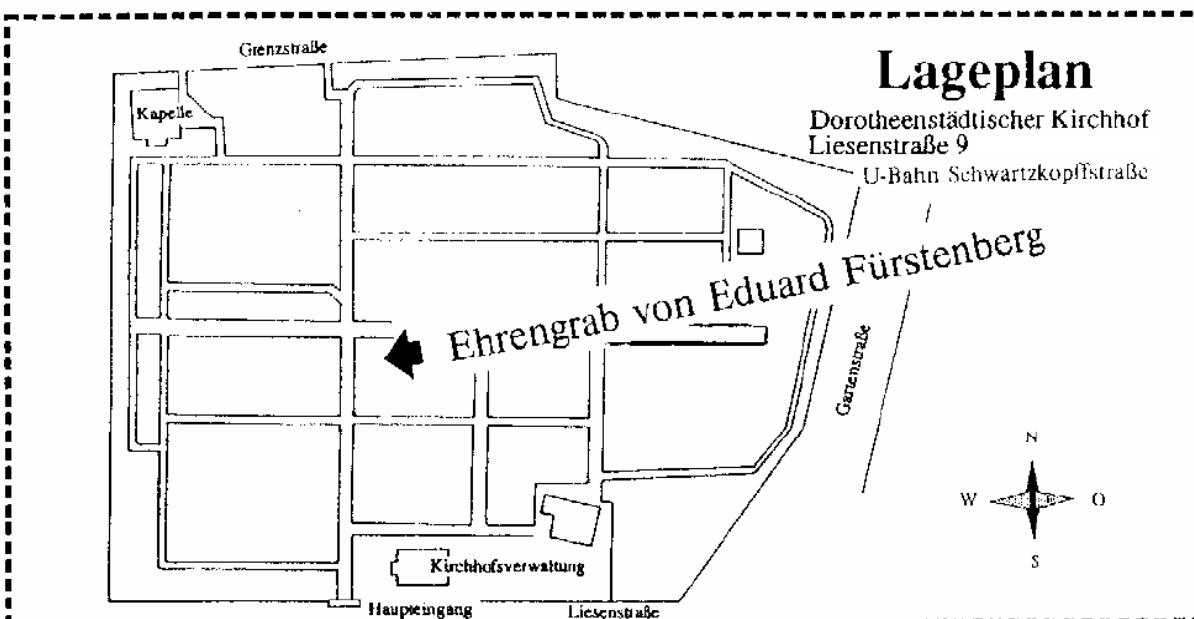 Grenzstraße
Lageplan
Kapelle
Dorotheenstädtischer Kirchhof
Liesenstraße 9
U-Bahn Schwartzkopffstraße
Ehrengrab von Eduard Fürstenberg
Gartenstraße
N
W
O
S
Kirchhofsverwaltung
Haupteingang
Liesenstraße